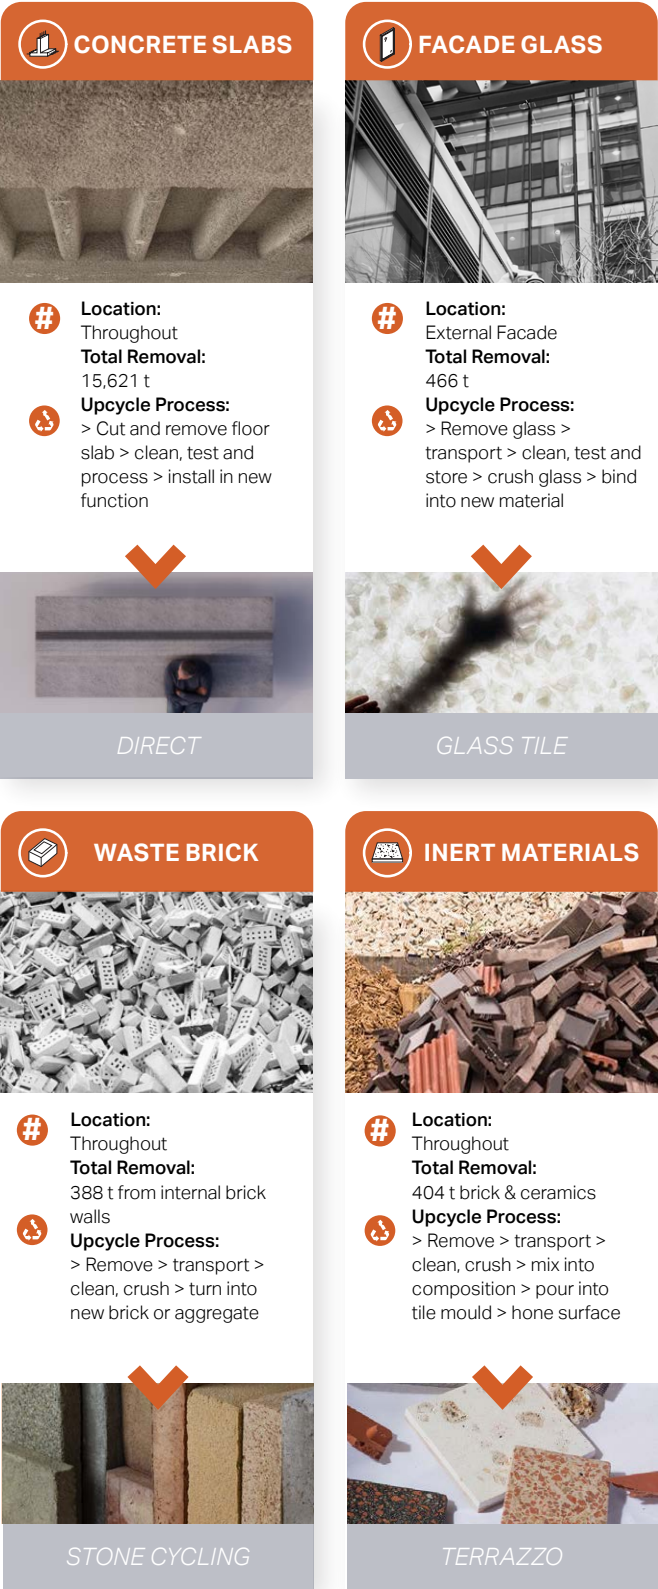 CONCRETE SLABS
#
Location:
Throughout
Total Removal:
15,621 t
Upcycle Process:
> Cut and remove floor
slab > clean, test and
process > install in new
function
DIRECT
FACADE GLASS
#
Location:
External Facade
Total Removal:
466 t
Upcycle Process:
> Remove glass >
transport > clean, test and
store > crush glass > bind
into new material
GLASS TILE
WASTE BRICK
#
Location:
Throughout
Total Removal:
388 t from internal brick
walls
Upcycle Process:
> Remove > transport >
clean, crush > turn into
new brick or aggregate
STONE CYCLING
INERT MATERIALS
#
Location:
Throughout
Total Removal:
404 t brick & ceramics
Upcycle Process:
> Remove > transport >
clean, crush > mix into
composition > pour into
tile mould > hone surface
TERRAZZO